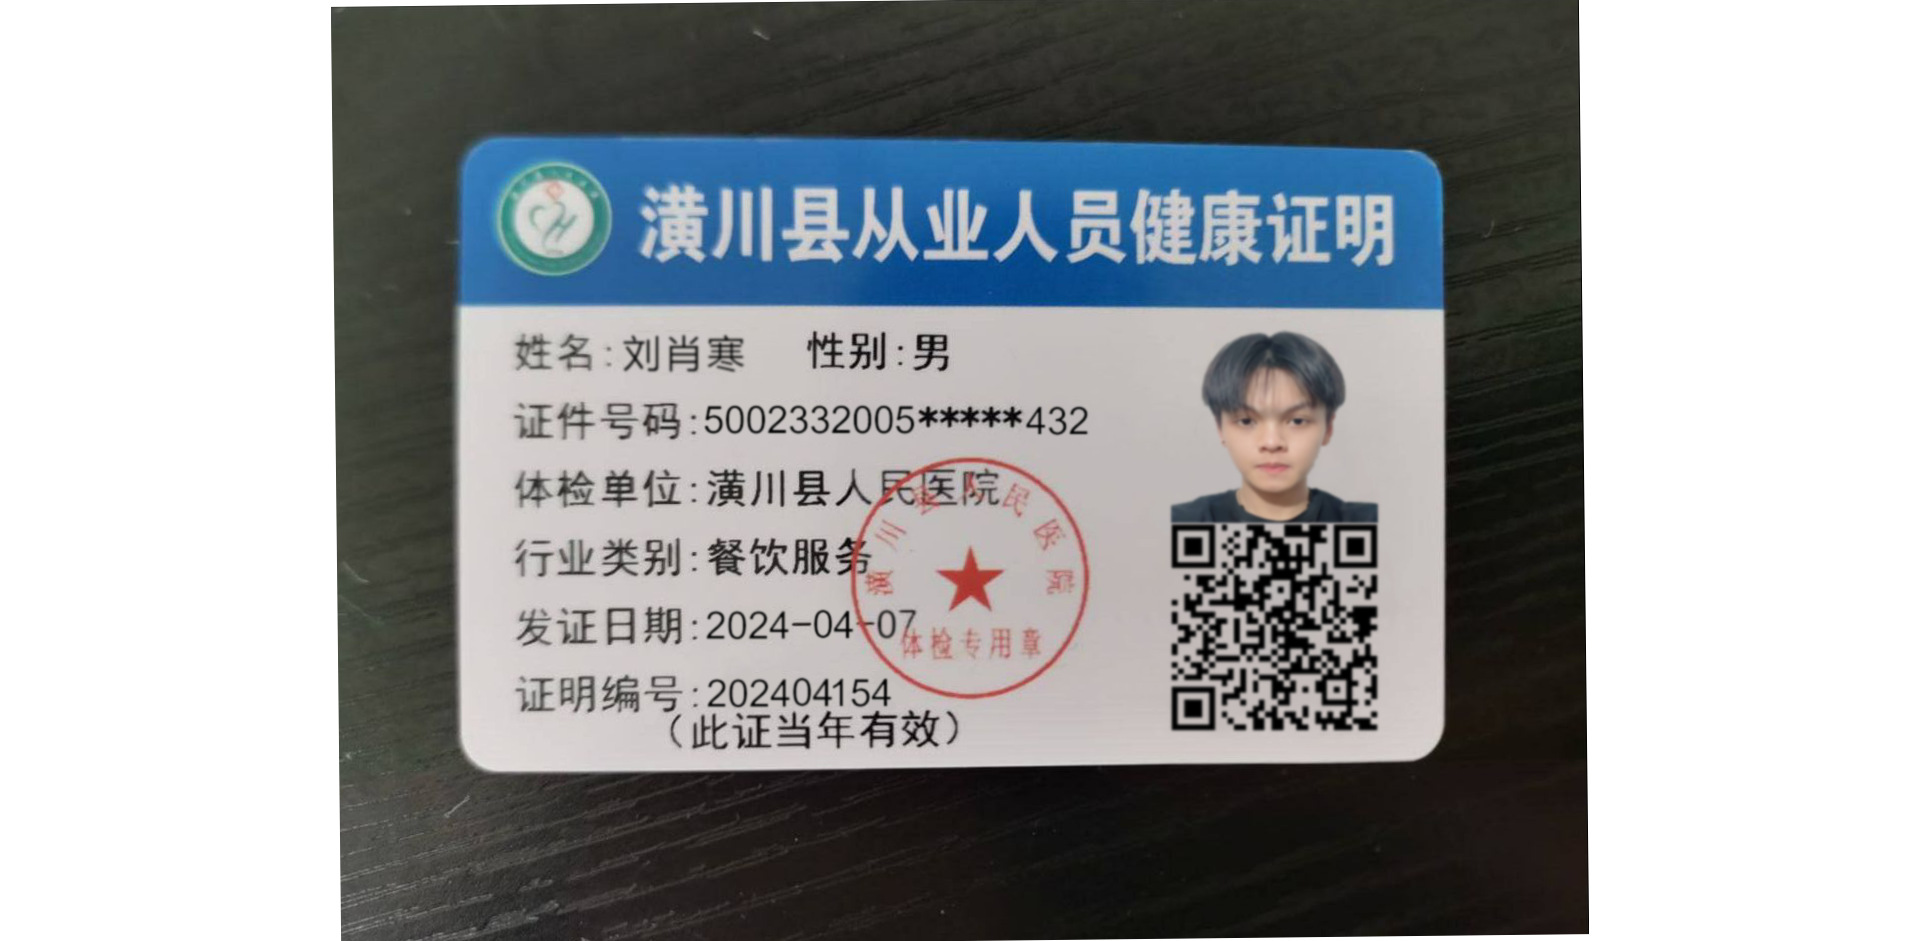 潢川县从业人员健康证明
姓名:刘肖寒 性别:男
证件号码:5002332005*****432
体检单位:潢川县人民医院
行业类别:餐饮服务
发证日期:2024-04-07
证明编号:202404154
（此证当年有效）
潢川县人民医院
体检专用章